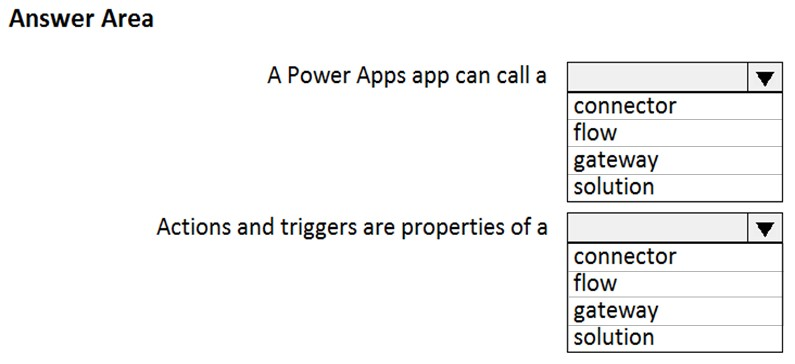 Answer Area
A Power Apps app can call a
connector
flow
gateway
solution
Actions and triggers are properties of a
connector
flow
gateway
solution